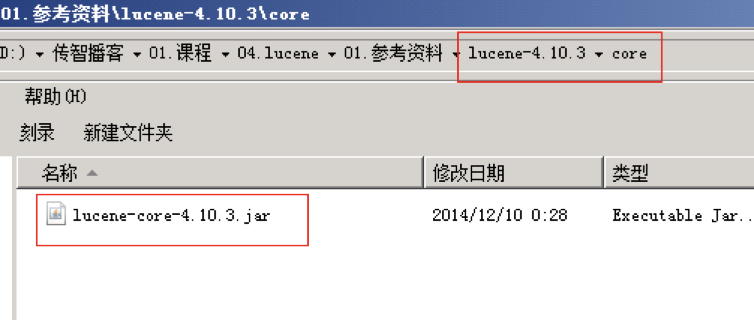 01.参考资料\lucene-4.10.3\core
D:) 传智播客 01.课程 04.lucene 01.参考资料 lucene-4.10.3 core
帮助(H)
刻录 新建文件夹
名称 修改日期 类型
lucene-core-4.10.3.jar 2014/12/10 0:28 Executable Jar..